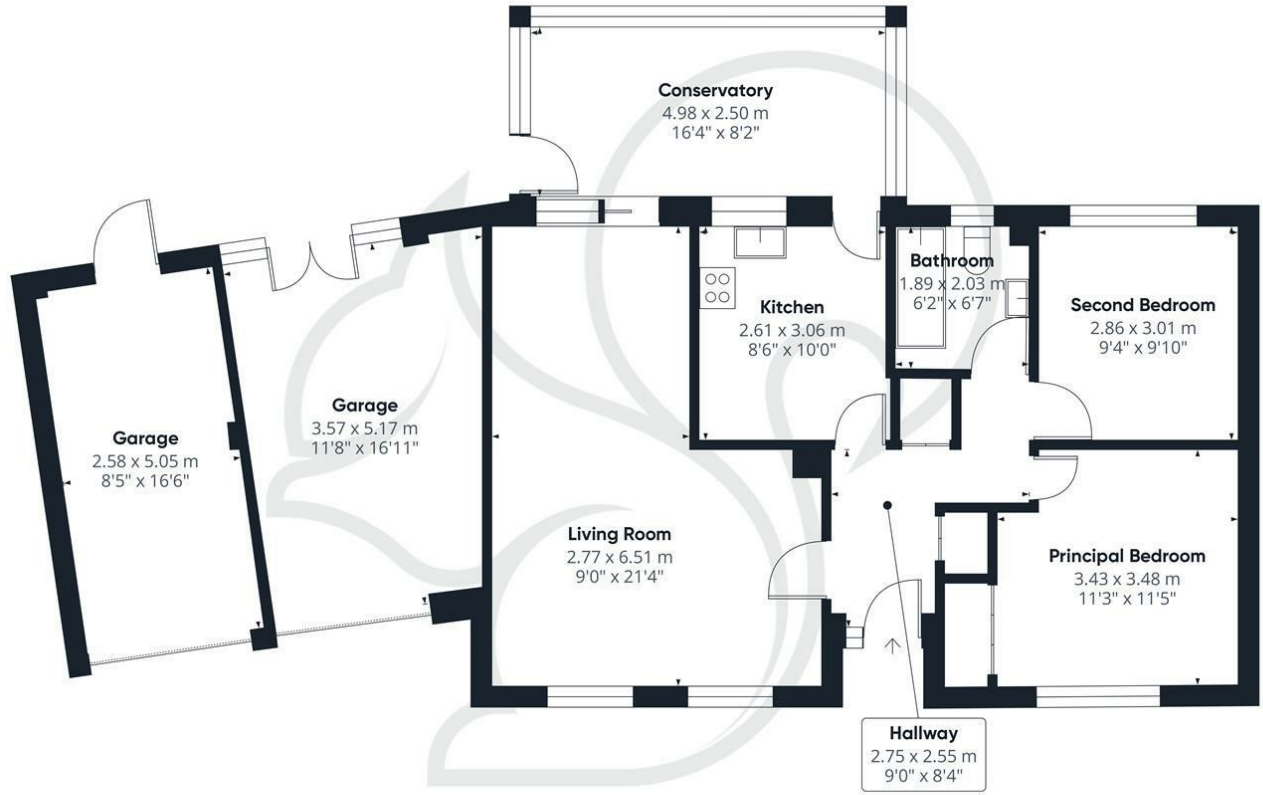 Conservatory
4.98 x 2.50 m
16'4" x 8'2"
Bathroom
1.89 x 2.03 m
6'2" x 6'7"
Kitchen
2.61 x 3.06 m
8'6" x 10'0"
Second Bedroom
2.86 x 3.01 m
9'4" x 9'10"
Garage
3.57 x 5.17 m
11'8" x 16'11"
Garage
2.58 x 5.05 m
8'5" x 16'6"
Living Room
2.77 x 6.51 m
9'0" x 21'4"
Principal Bedroom
3.43 x 3.48 m
11'3" x 11'5"
Hallway
2.75 x 2.55 m
9'0" x 8'4"